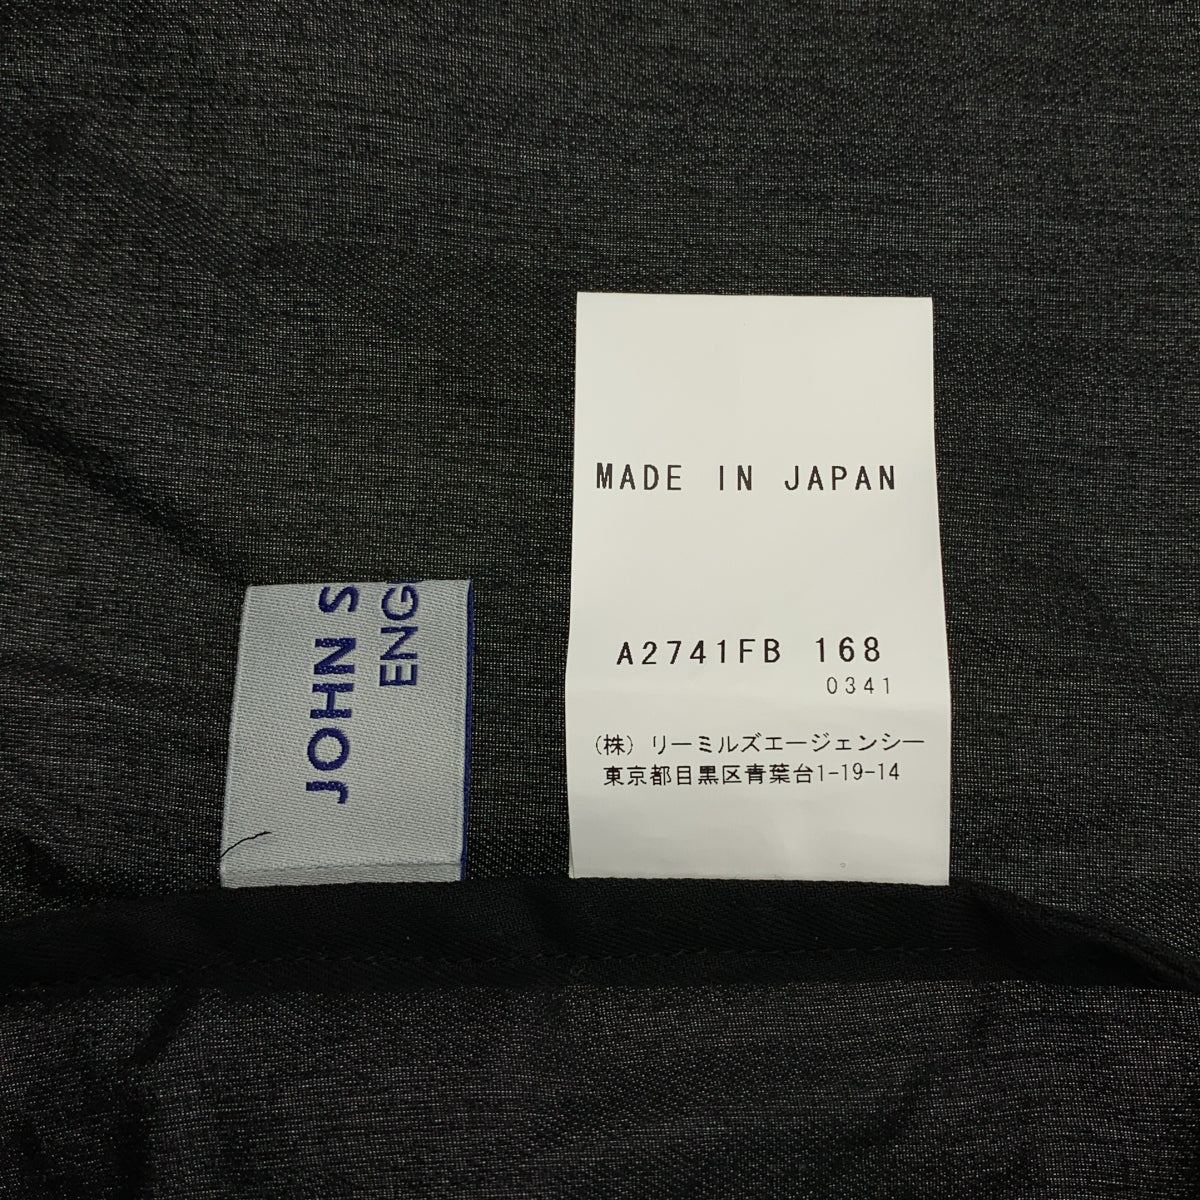 JOHN S
ENG
MADE IN JAPAN
A2741FB 168
0341
(株) リーミルズエージェンシー
東京都目黒区青葉台1-19-14